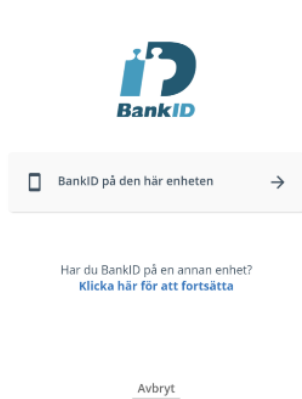 BankID
BankID på den här enheten
Har du BankID på en annan enhet?
Klicka här för att fortsätta
Avbryt